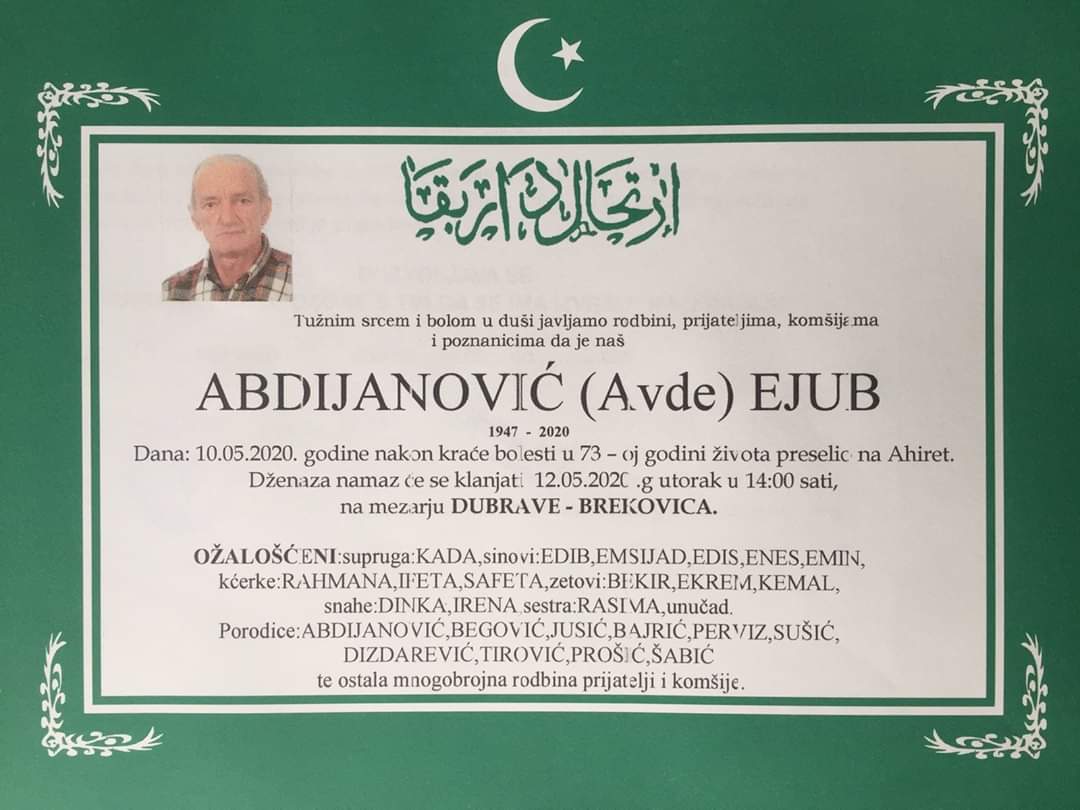 ارتحال دار بقا
Tužnim srcem i bolom u duši javljamo rodbini, prijateljima, komšijama
i poznanicima da je naš
ABDIJANOVIĆ (Avde) EJUB
1947 - 2020
Dana: 10.05.2020. godine nakon kraće bolesti u 73 – oj godini života preselio na Ahiret.
Dženaza namaz će se klanjati 12.05.2020 .g utorak u 14:00 sati,
na mezarju DUBRAVE - BREKOVICA.
OŽALOŠĆENI:supruga:KADA,sinovi:EDIB,EMSIJAD,EDIS,ENES,EMIN,
kćerke:RAHMANA,IFETA,SAFETA,zetovi:BEKIR,EKREM,KEMAL,
snahe:DINKA,IRENA,sestra:RASIMA,unučad.
Porodice:ABDIJANOVIĆ,BEGOVIĆ,JUSIĆ,BAJRIĆ,PERVIZ,SUŠIĆ,
DIZDAREVIĆ,TIROVIĆ,PROŠIĆ,ŠABIĆ
te ostala mnogobrojna rodbina prijatelji i komšije.